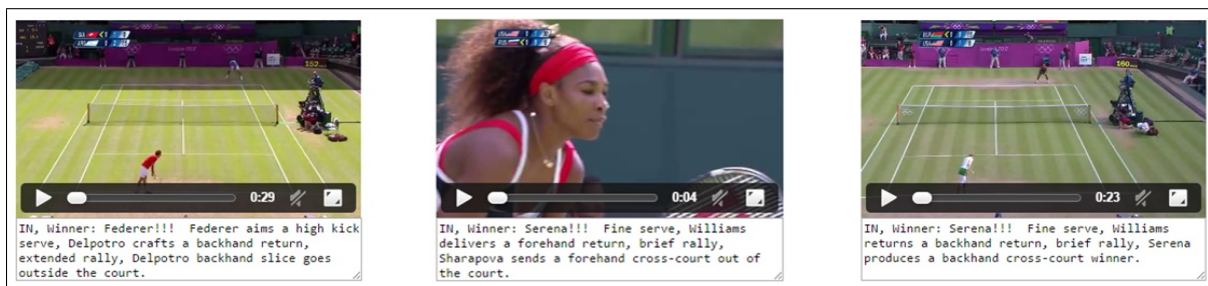 0:29
IN, Winner: Federer!!!  Federer aims a high kick
serve, Delpotro crafts a backhand return,
extended rally, Delpotro backhand slice goes
outside the court.
0:04
IN, Winner: Serena!!!  Fine serve, Williams
delivers a forehand return, brief rally,
Sharapova sends a forehand cross-court out of
the court.
0:23
IN, Winner: Serena!!!  Fine serve, Williams
returns a backhand return, brief rally, Serena
produces a backhand cross-court winner.